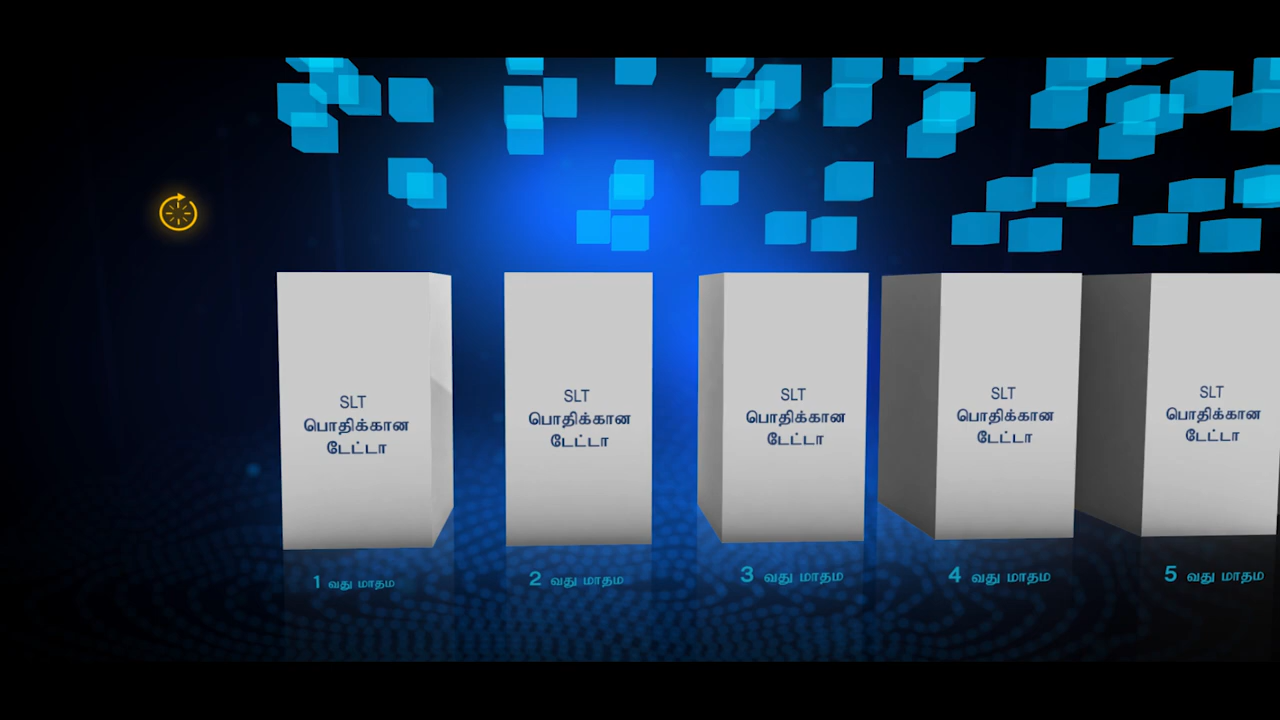 SLT
பொதிக்கான
டேட்டா
1 வது மாதம
SLT
பொதிக்கான
டேட்டா
2 வது மாதம
SLT
பொதிக்கான
டேட்டா
3 வது மாதம
SLT
பொதிக்கான
டேட்டா
4 வது மாதம
SLT
பொதிக்கான
டேட்டா
5 வது மாதம